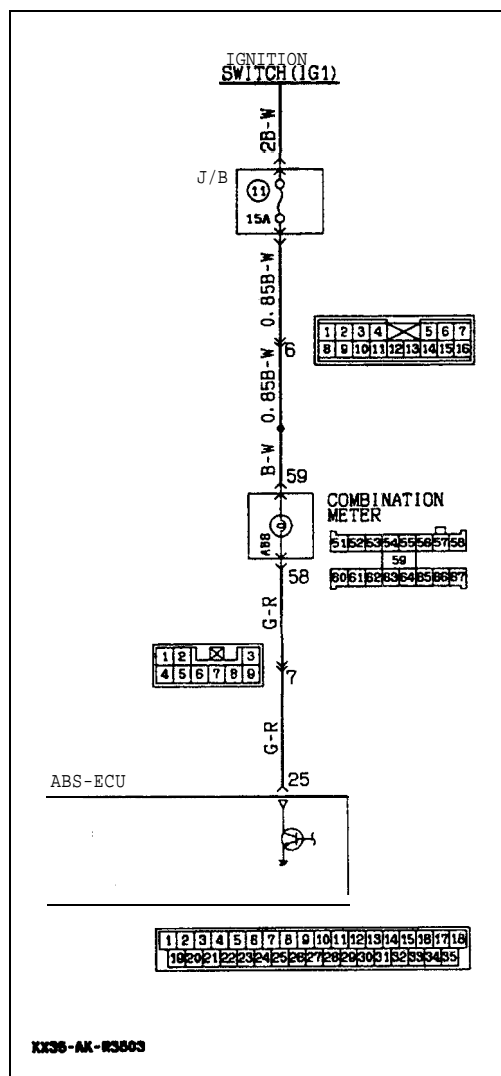 IGNITION
SWITCH(IG1)
2B-W
J/B
11
15A
0.85B-W
6
1 2 3 4 5 6 7
8 9 10 11 12 13 14 15 16
0.85B-W
B-W
59
COMBINATION
METER
ABS
51 52 53 54 55 56 57 58
59
60 61 62 63 64 65 66 67
58
G-R
1 2 3
4 5 6 7 8 9
7
G-R
25
ABS-ECU
1 2 3 4 5 6 7 8 9 10 11 12 13 14 15 16 17 18
19 20 21 22 23 24 25 26 27 28 29 30 31 32 33 34 35
XX36-AK-R3503